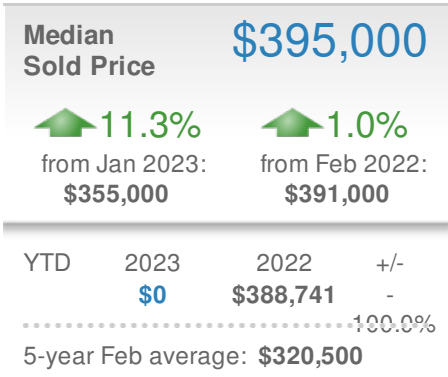 Median $395,000
Sold Price
11.3% 1.0%
from Jan 2023: from Feb 2022:
$355,000 $391,000
YTD 2023 2022 +/-
$0 $388,741 -
100.0%
5-year Feb average: $320,500